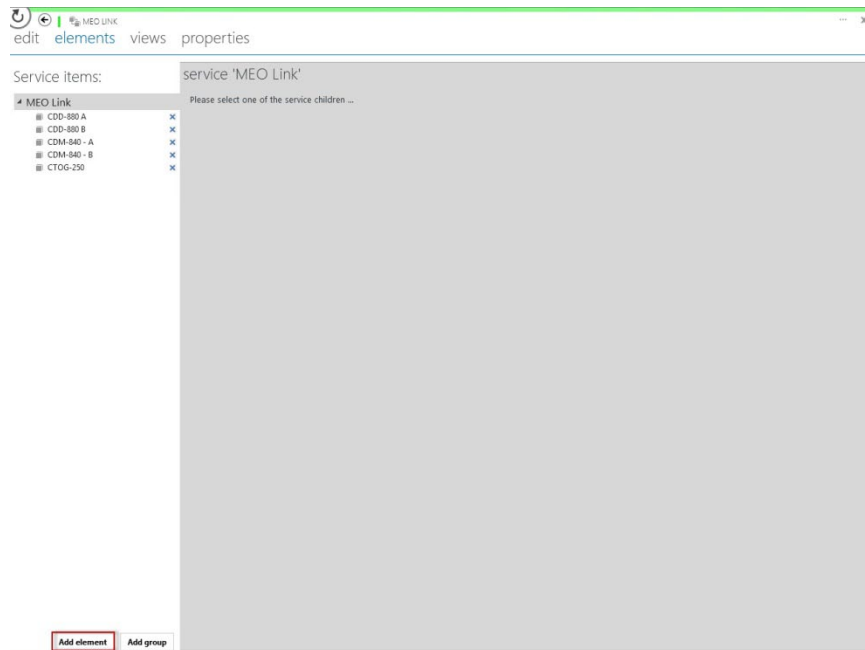 MEO LINK
edit elements views properties
Service items:
MEO Link
CDD-880 A
CDD-880 B
CDM-840 - A
CDM-840 - B
CTOG-250
service 'MEO Link'
Please select one of the service children ...
Add element Add group